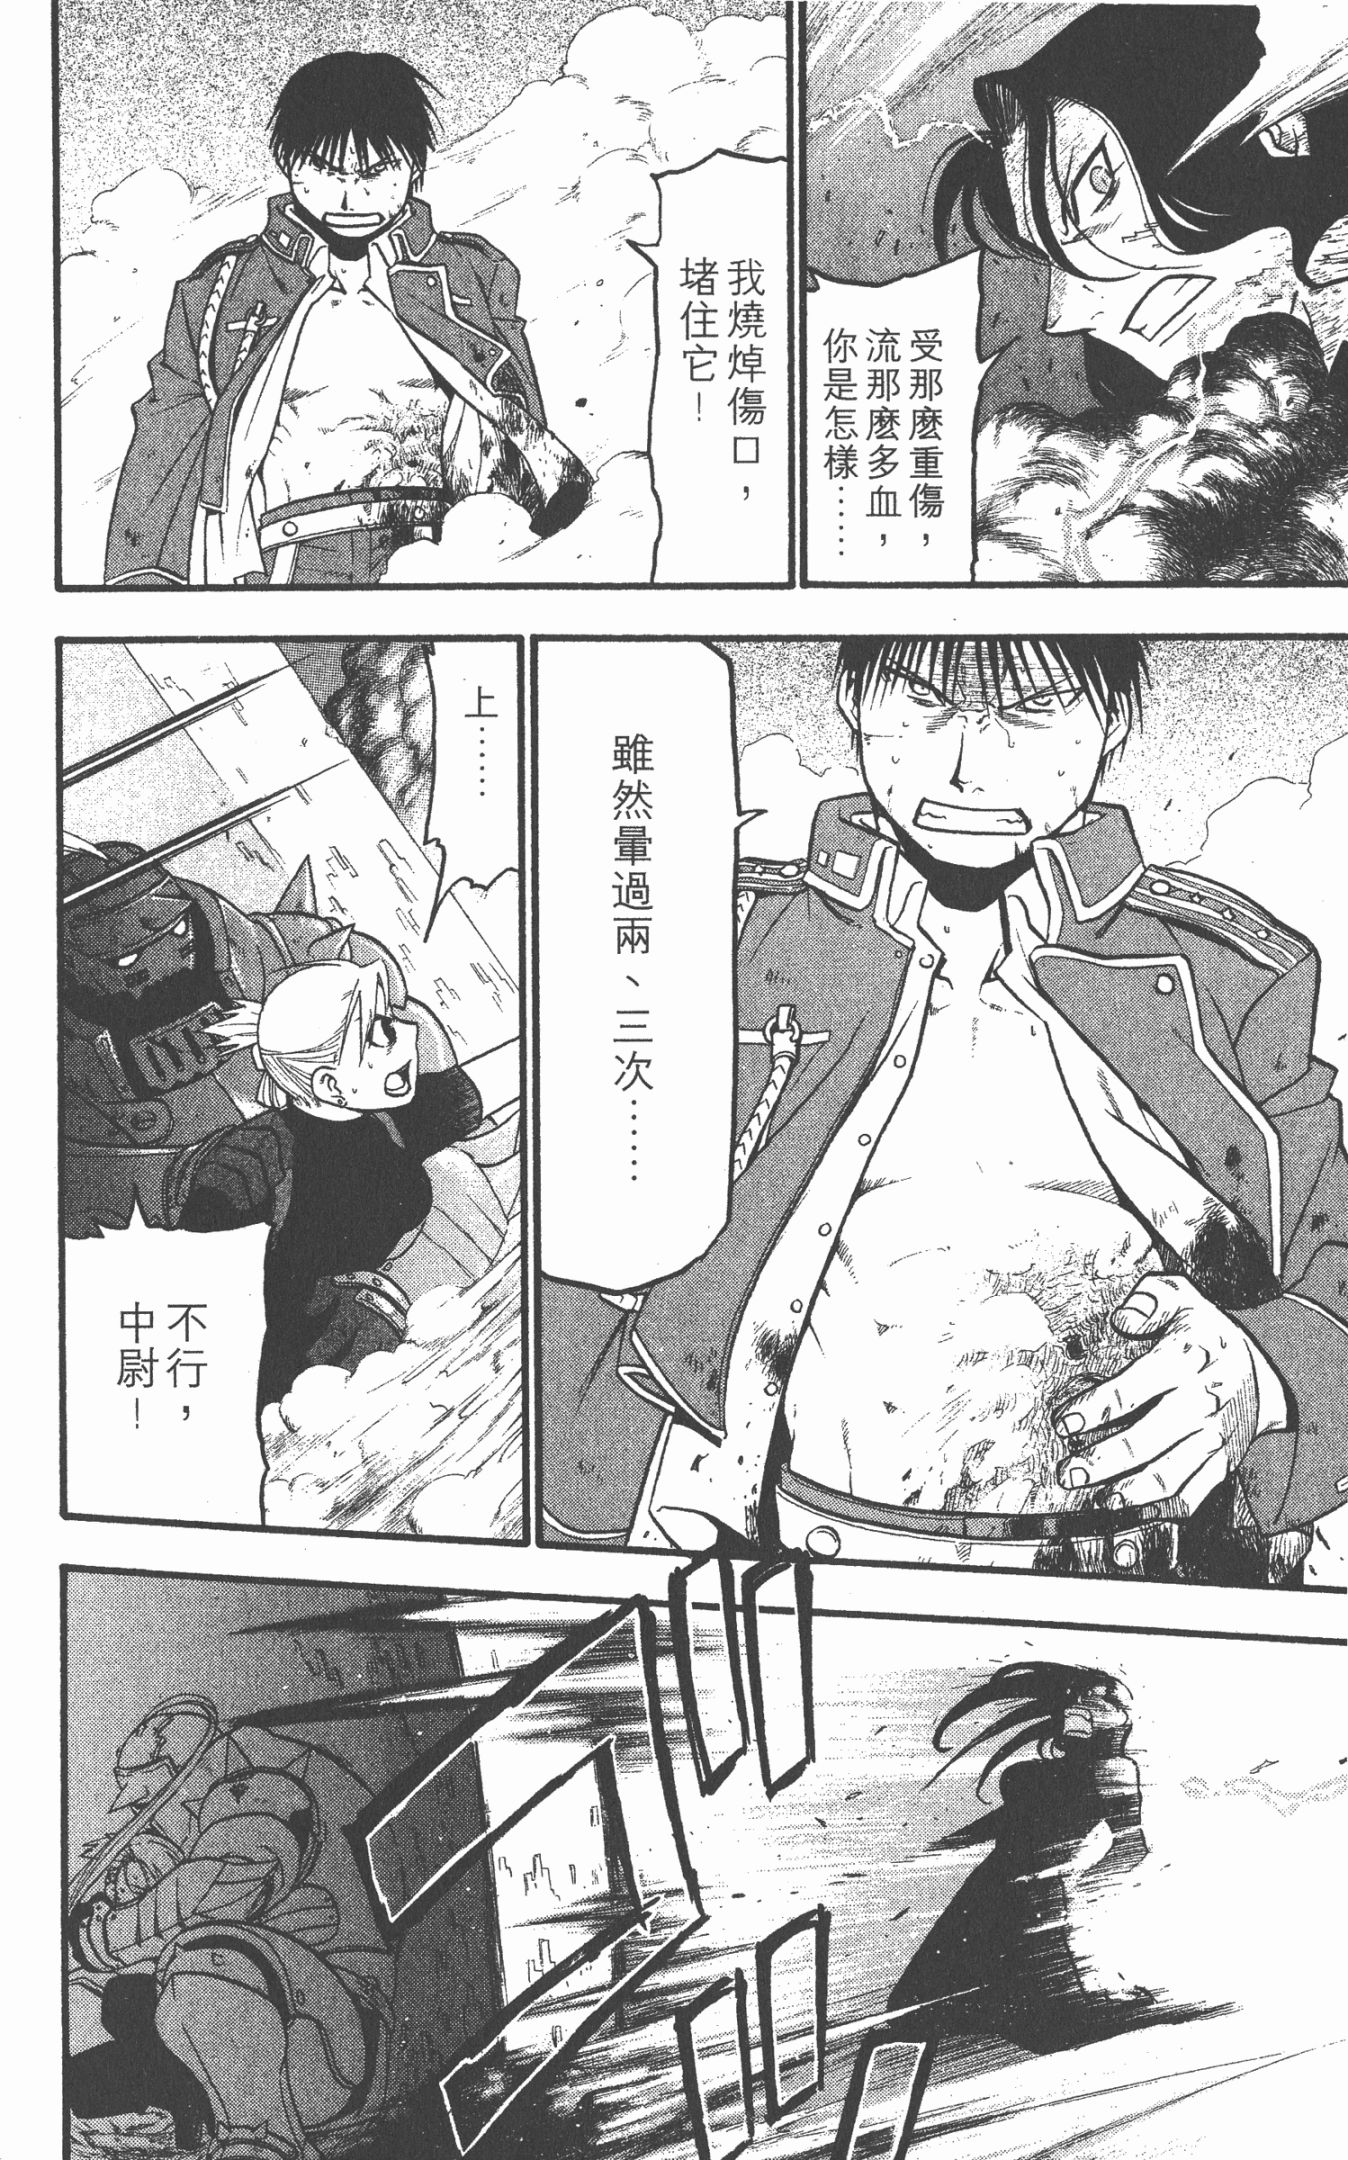 受那麼重傷，
流那麼多血，
你是怎樣……
我燒焯傷口，
堵住它！
雖然暈過兩、三次……
上……
不行，
中尉！